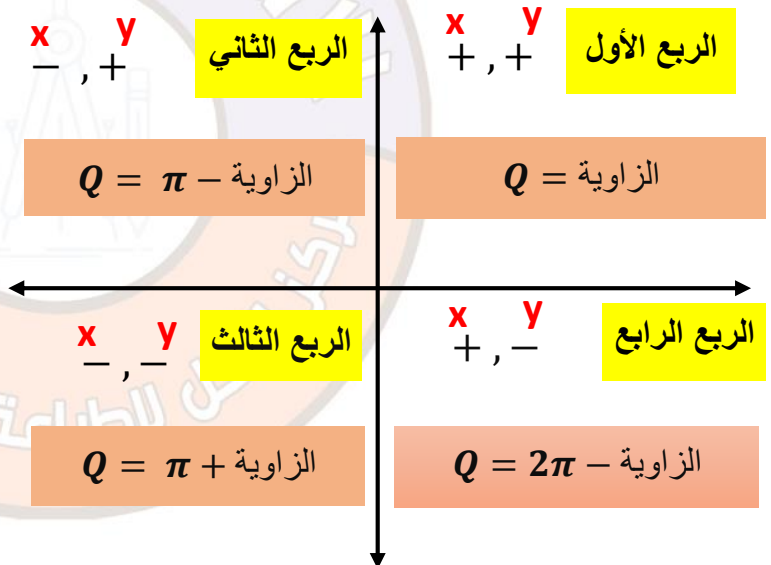 x y
− , + الربع الثاني
Q = π − الزاوية
x y
+ , + الربع الأول
Q = الزاوية
x y
− , − الربع الثالث
Q = π + الزاوية
x y
+ , − الربع الرابع
Q = 2π − الزاوية